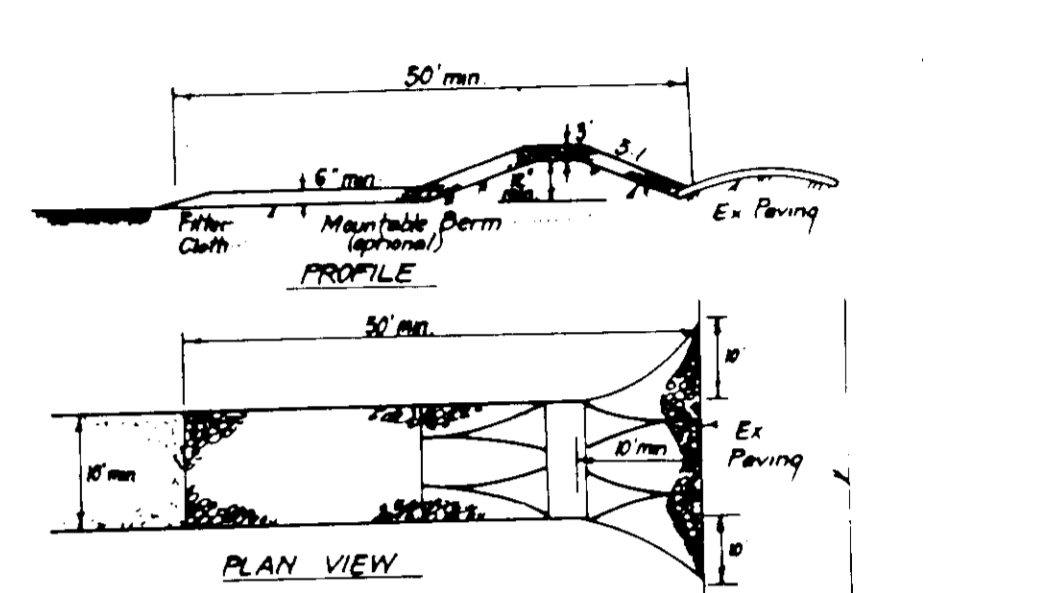 50' min.
3'
3:1
6" min.
12"
min
Filter
Cloth
Mountable Berm
(optional)
Ex Paving
PROFILE
50' min.
10'
10' min
10' min
Ex
Paving
10'
PLAN VIEW